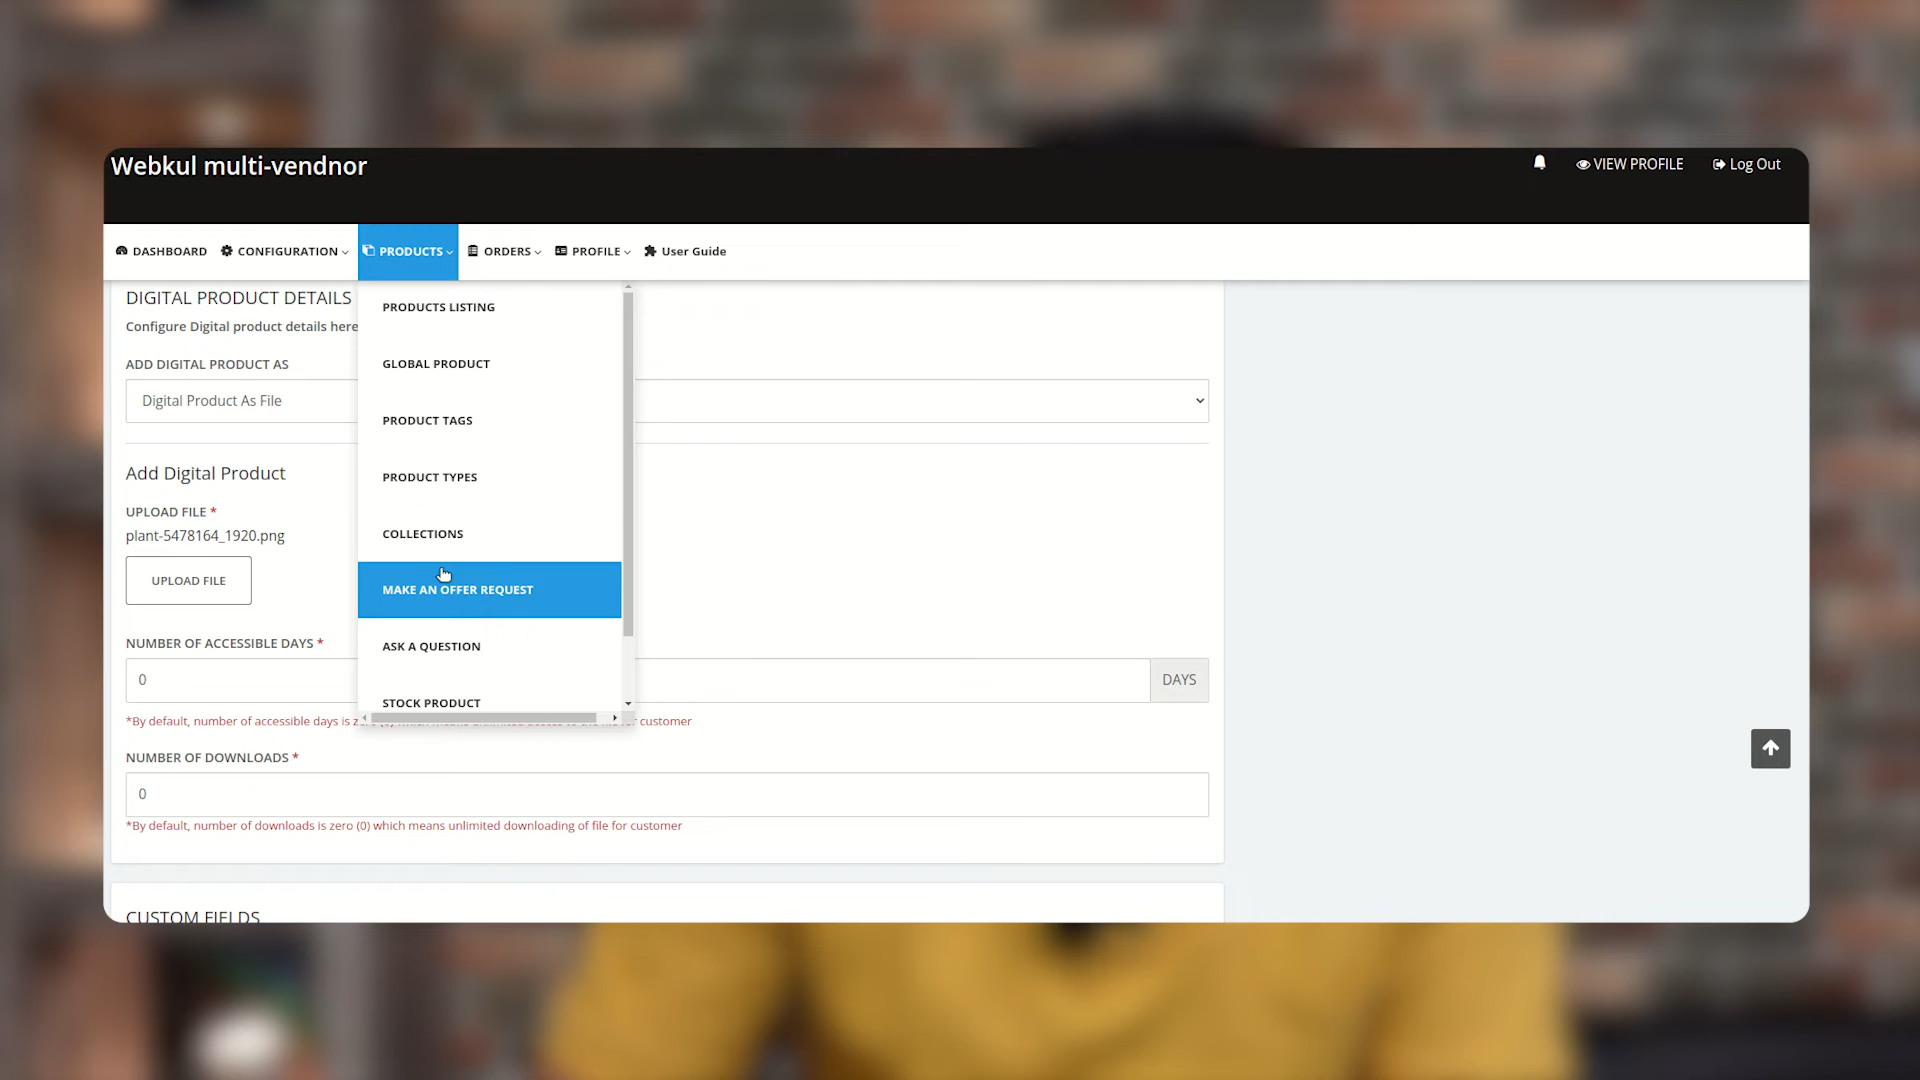 Webkul multi-vendnor
VIEW PROFILE
Log Out
DASHBOARD
CONFIGURATION
PRODUCTS
ORDERS
PROFILE
User Guide
DIGITAL PRODUCT DETAILS
Configure Digital product details here
ADD DIGITAL PRODUCT AS
Digital Product As File
Add Digital Product
UPLOAD FILE *
plant-5478164_1920.png
UPLOAD FILE
NUMBER OF ACCESSIBLE DAYS *
0
DAYS
PRODUCTS LISTING
GLOBAL PRODUCT
PRODUCT TAGS
PRODUCT TYPES
COLLECTIONS
MAKE AN OFFER REQUEST
ASK A QUESTION
STOCK PRODUCT
*By default, number of accessible days is customer
NUMBER OF DOWNLOADS *
0
*By default, number of downloads is zero (0) which means unlimited downloading of file for customer
CUSTOM FIELDS